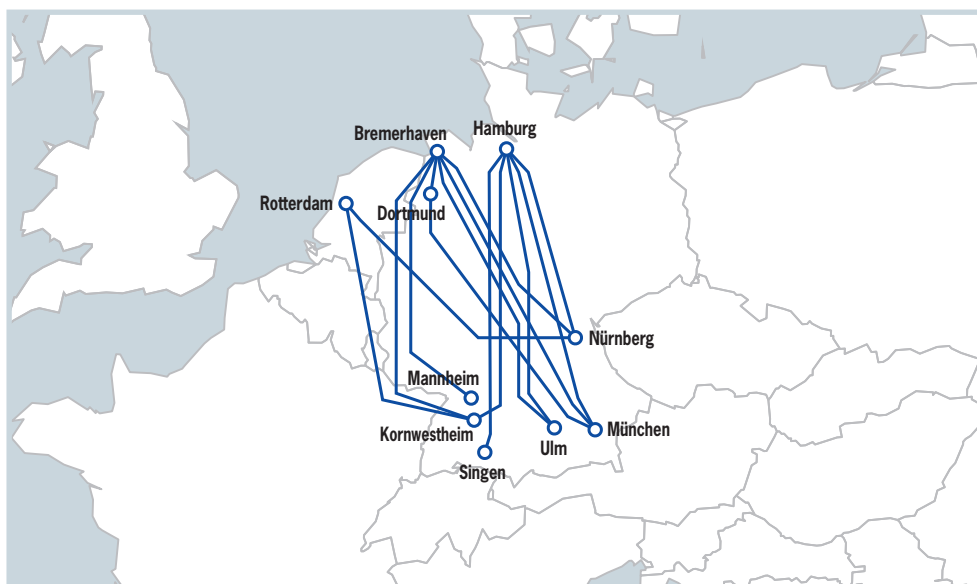 Hamburg
Bremerhaven
Rotterdam
Dortmund
Nürnberg
Mannheim
Kornwestheim
München
Ulm
Singen